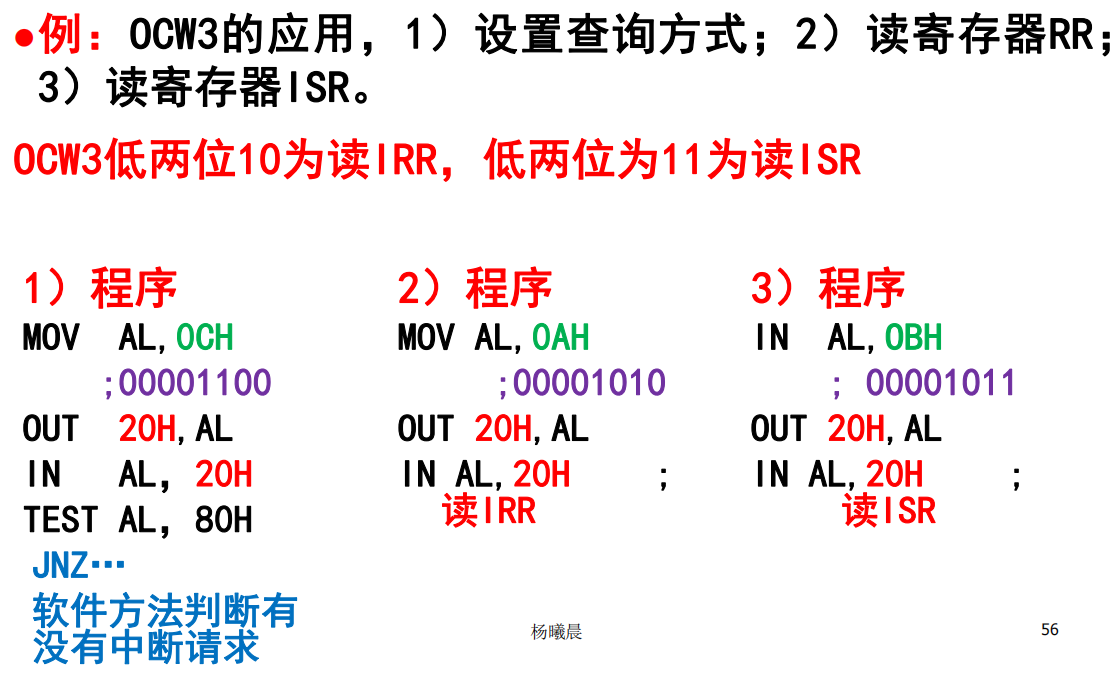 ●例：OCW3的应用，1）设置查询方式；2）读寄存器RR；
3）读寄存器ISR。
OCW3低两位10为读IRR，低两位为11为读ISR
1）程序
MOV AL,0CH
;00001100
OUT 20H,AL
IN AL，20H
TEST AL，80H
JNZ…
软件方法判断有
没有中断请求
2）程序
MOV AL,0AH
;00001010
OUT 20H,AL
IN AL,20H ;
读IRR
3）程序
IN AL,0BH
; 00001011
OUT 20H,AL
IN AL,20H ;
读ISR
杨曦晨
56